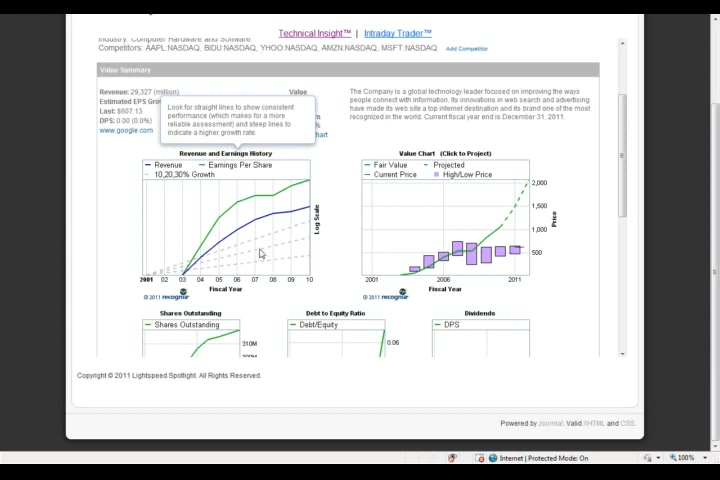 Technical Insight™ | Intraday Trader™
Industry: Computer Hardware and Software
Competitors: AAPL:NASDAQ, BIDU:NASDAQ, YHOO:NASDAQ, AMZN:NASDAQ, MSFT:NASDAQ Add Competitor
Value Summary
Revenue: 29,327 (million)
Value
Estimated EPS Grow
Last: $607.13
DPS: 0.00 (0.0%)
www.google.com
Look for straight lines to show consistent
performance (which makes for a more
reliable assessment) and steep lines to
indicate a higher growth rate.
The Company is a global technology leader focused on improving the ways
people connect with information. Its innovations in web search and advertising
have made its web site a top internet destination and its brand one of the most
recognized in the world. Current fiscal year end is December 31, 2011.
Revenue and Earnings History
Revenue
Earnings Per Share
10,20,30% Growth
Log Scale
2001 02 03 04 05 06 07 08 09 10
Fiscal Year
© 2011 recognia
Value Chart (Click to Project)
Fair Value
Projected
Current Price
High/Low Price
2,000
1,500
1,000
500
Price
2001 2006 2011
Fiscal Year
© 2011 recognia
Shares Outstanding
Shares Outstanding
310M
300M
Debt to Equity Ratio
Debt/Equity
0.06
Dividends
DPS
Copyright © 2011 Lightspeed Spotlight. All Rights Reserved.
Powered by Joomla!. Valid XHTML and CSS.
Internet | Protected Mode: On
100%